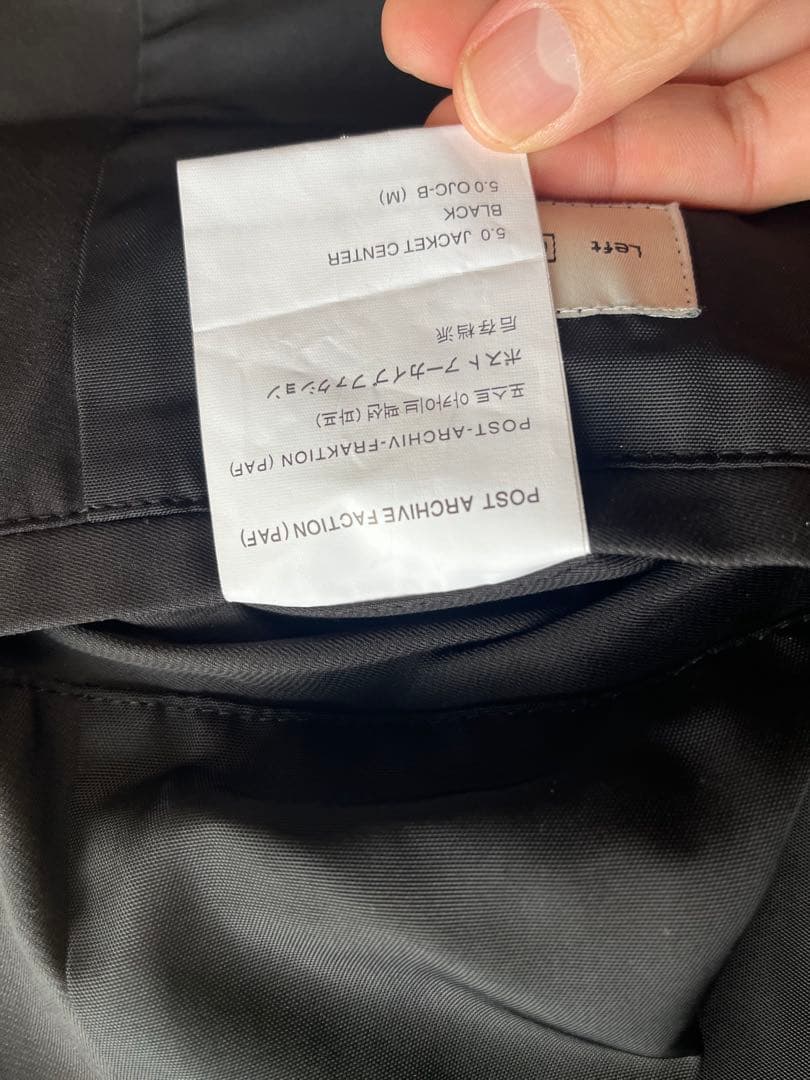 POST ARCHIVE FACTION (PAF)
POST-ARCHIV-FRAKTION (PAF)
포스트 아카이브 팩션 (파프)
ポスト アーカイブ ファクション
后存档派
5.0 JACKET CENTER
BLACK
5.0 OJC-B (M)
Left